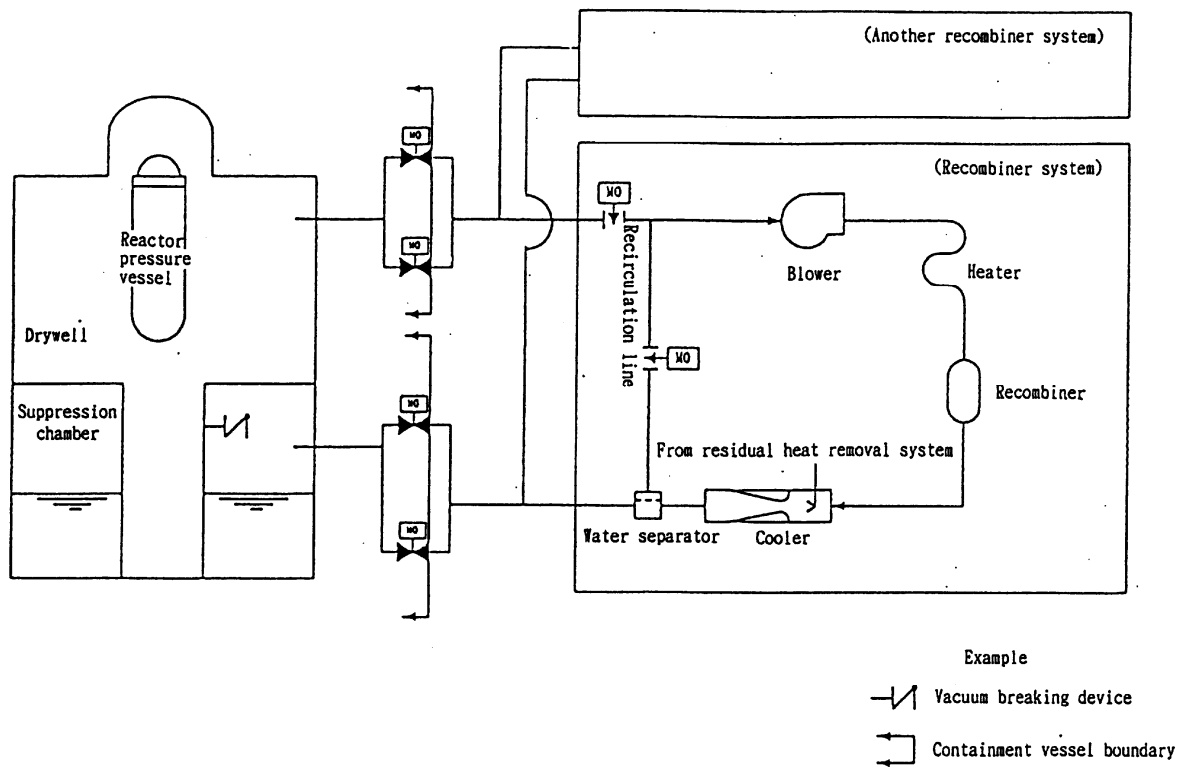 (Another recombiner system)
(Recombiner system)
MO
MO
MO
Reactor
pressure
vessel
Recirculation line
Blower
Heater
Drywell
MO
Recombiner
Suppression
chamber
MO
From residual heat removal system
MO
Water separator
Cooler
Example
Vacuum breaking device
Containment vessel boundary